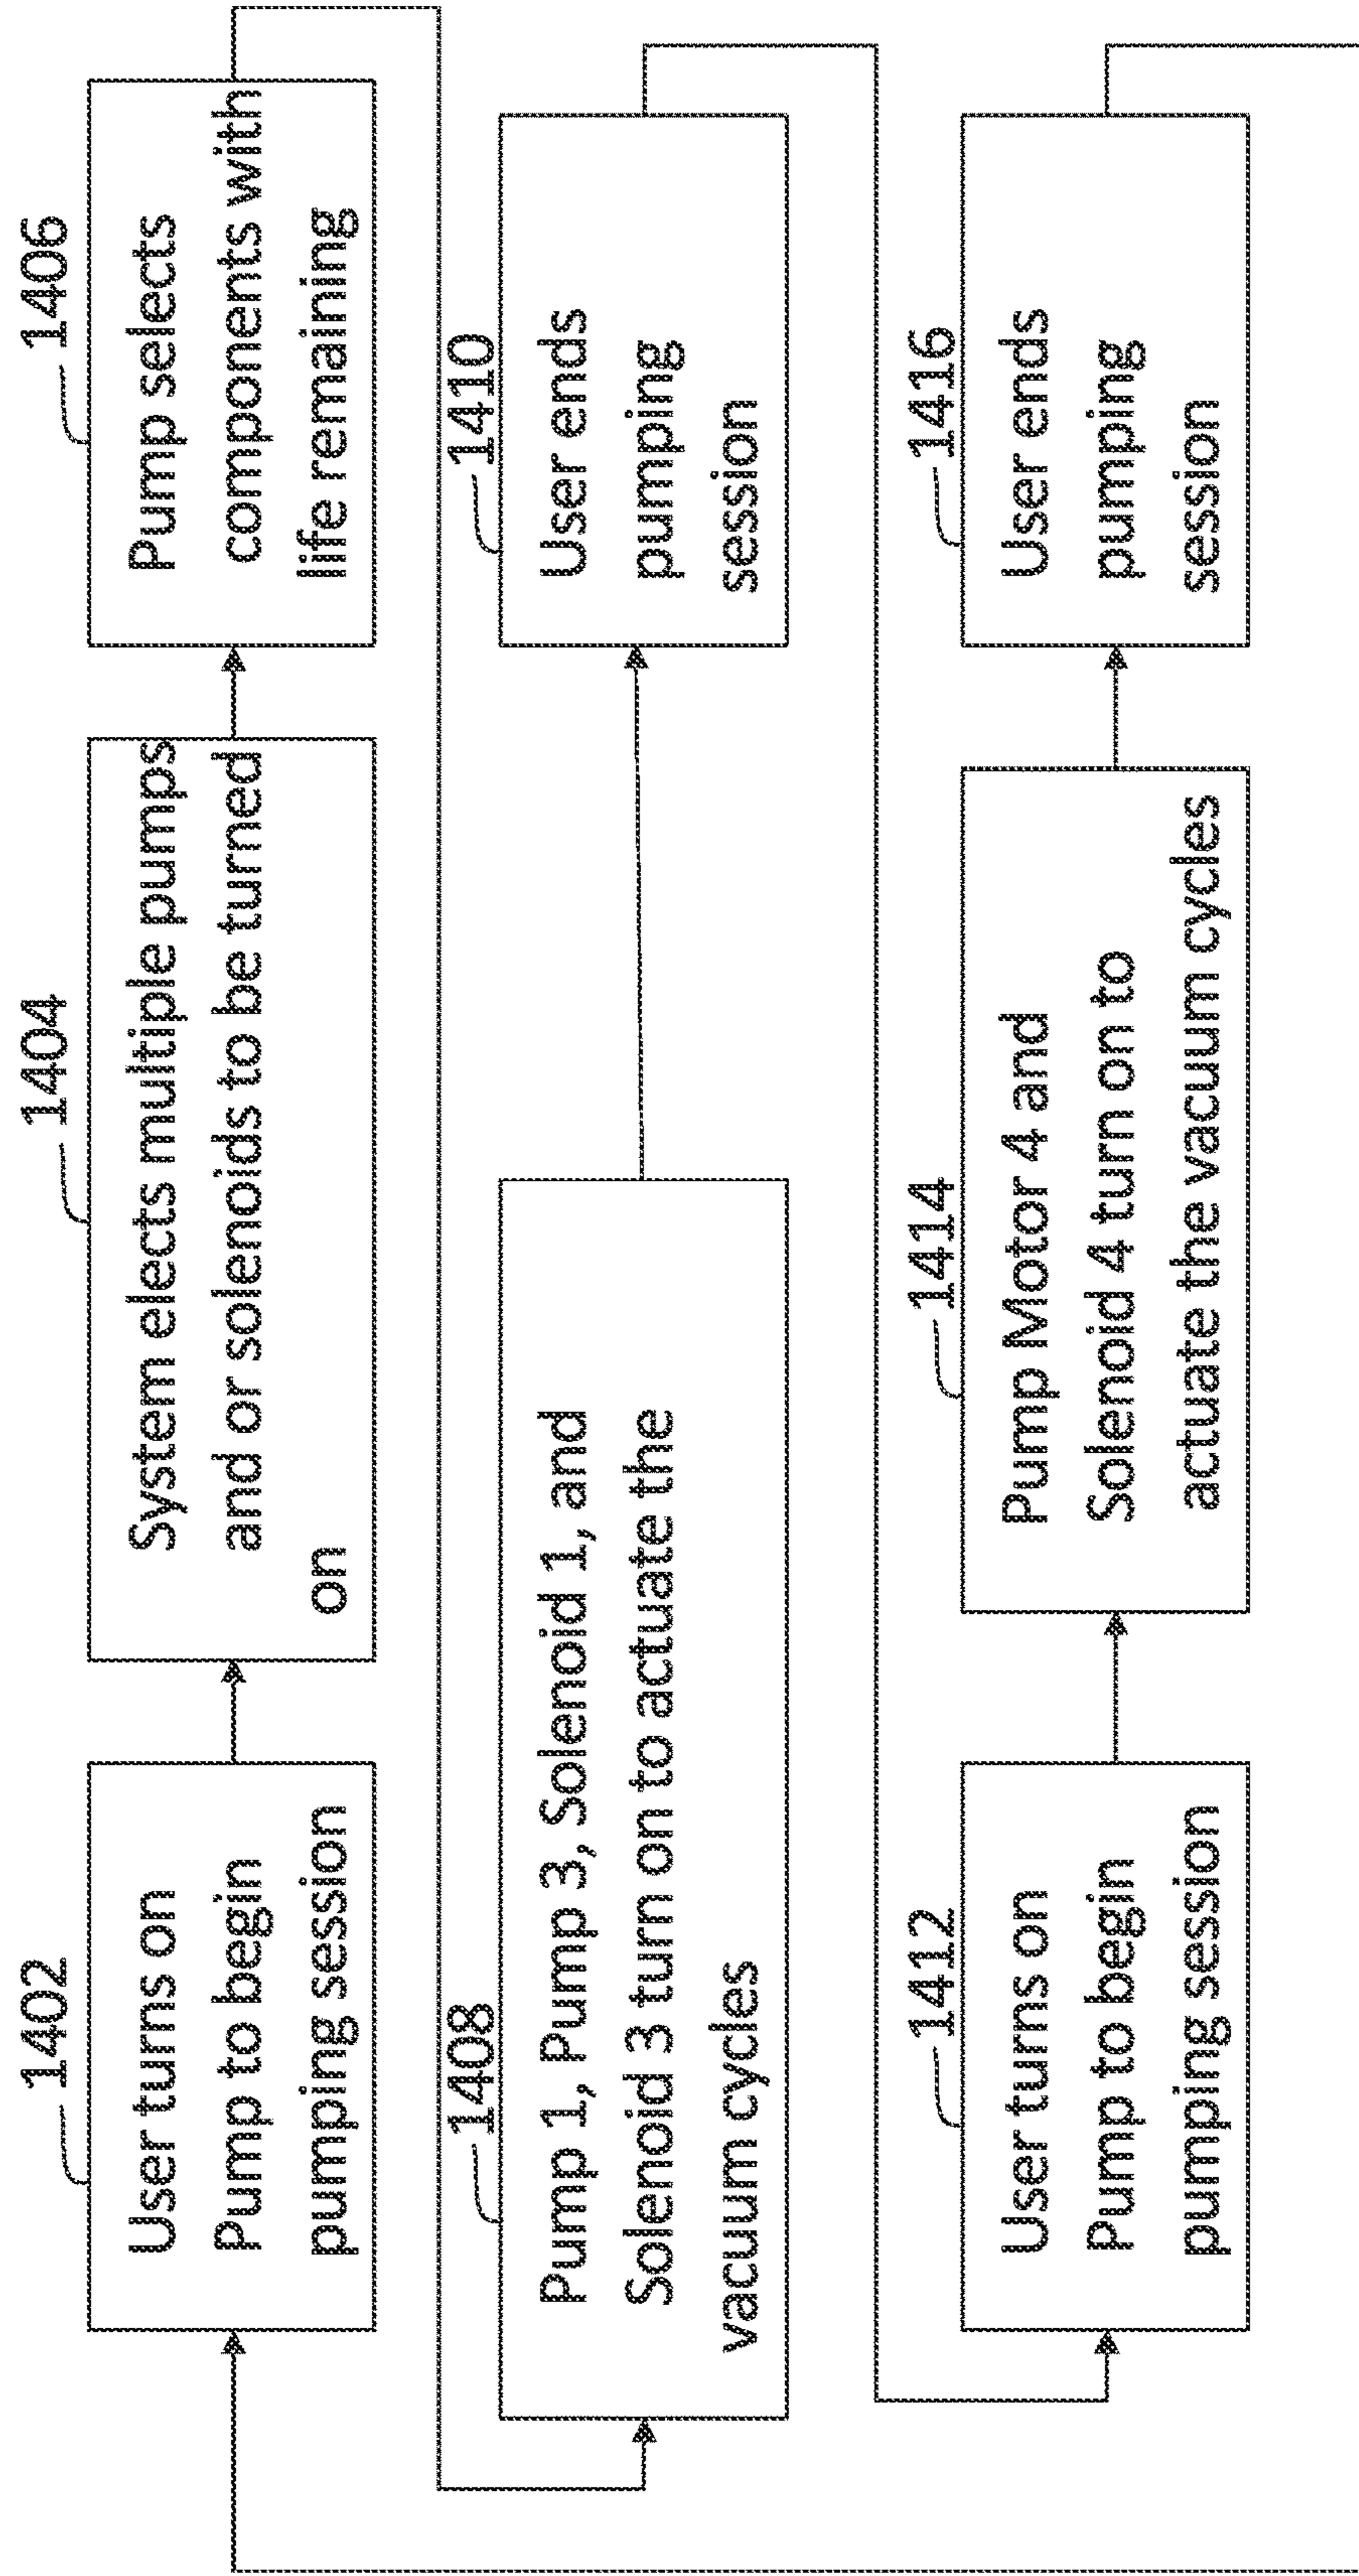 1402
User turns on
Pump to begin
pumping session
1404
System elects multiple pumps
and or solenoids to be turned
on
1406
Pump selects
components with
life remaining
1408
Pump 1, Pump 3, Solenoid 1, and
Solenoid 3 turn on to actuate the
vacuum cycles
1410
User ends
pumping
session
1412
User turns on
Pump to begin
pumping session
1414
Pump Motor 4 and
Solenoid 4 turn on to
actuate the vacuum cycles
1416
User ends
pumping
session